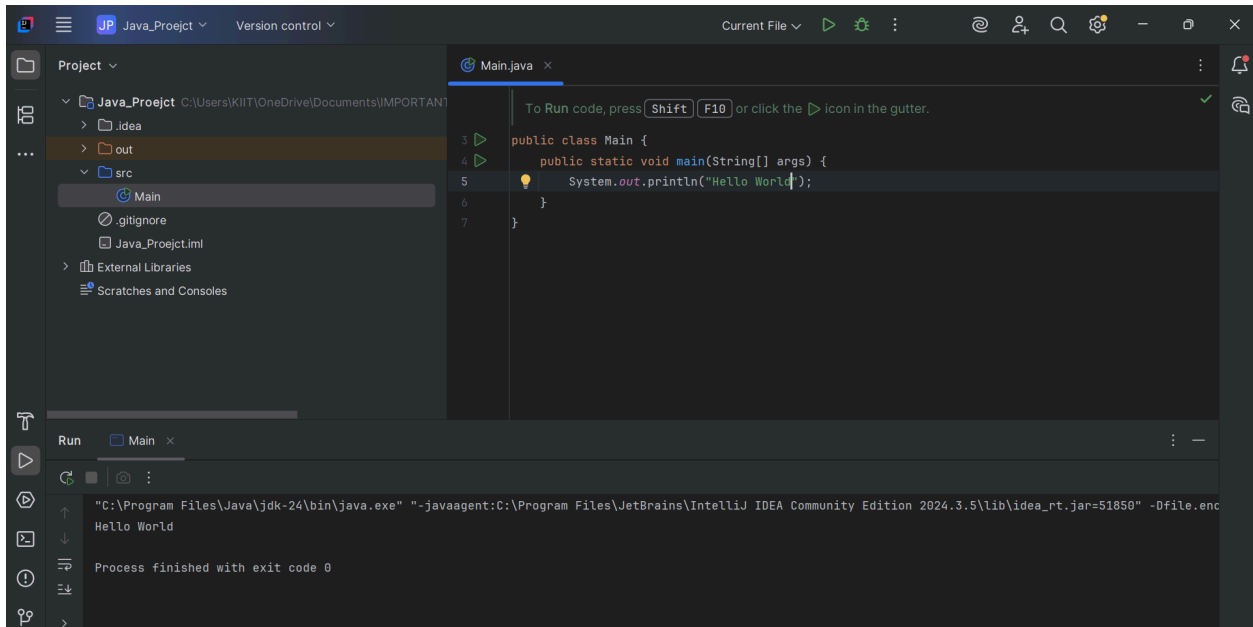 JP Java_Proejct Version control Current File
Project
Main.java
Java_Proejct C:\Users\KIIT\OneDrive\Documents\IMPORTANT
.idea
out
src
Main
.gitignore
Java_Proejct.iml
External Libraries
Scratches and Consoles
To Run code, press Shift F10 or click the icon in the gutter.
3 public class Main {
4 public static void main(String[] args) {
5 System.out.println("Hello World");
6 }
7 }
Run Main
"C:\Program Files\Java\jdk-24\bin\java.exe" "-javaagent:C:\Program Files\JetBrains\IntelliJ IDEA Community Edition 2024.3.5\lib\idea_rt.jar=51850" -Dfile.enc
Hello World
Process finished with exit code 0